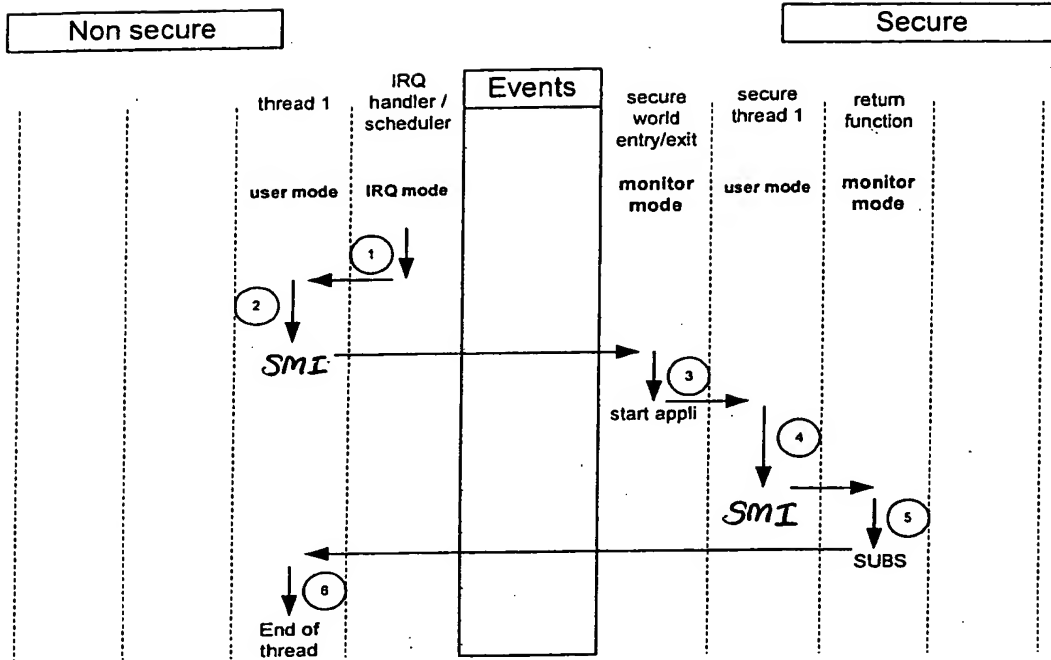 Non secure
Secure
Events
thread 1
IRQ
handler /
scheduler
secure
world
entry/exit
secure
thread 1
return
function
user mode
IRQ mode
monitor
mode
user mode
monitor
mode
1
2
SMI
3
start appli
4
SMI
5
SUBS
6
End of
thread